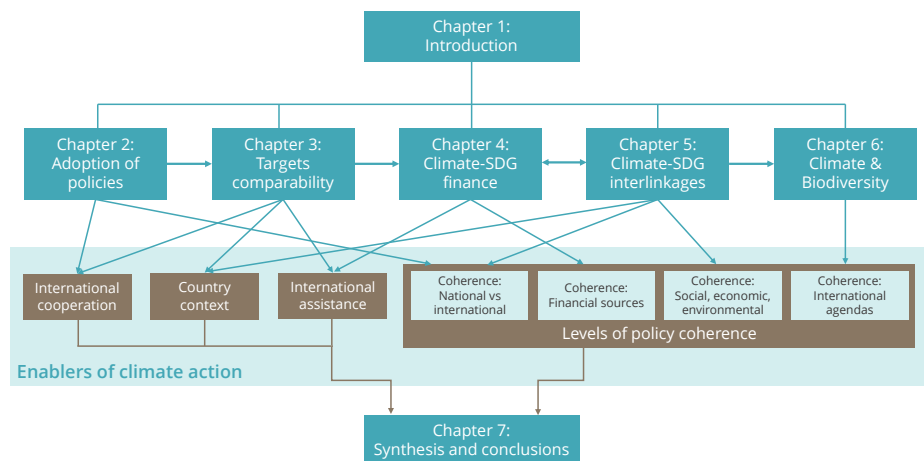 Chapter 1:
Introduction
Chapter 2:
Adoption of
policies
Chapter 3:
Targets
comparability
Chapter 4:
Climate-SDG
finance
Chapter 5:
Climate-SDG
interlinkages
Chapter 6:
Climate &
Biodiversity
International
cooperation
Country
context
International
assistance
Coherence:
National vs
international
Coherence:
Financial sources
Coherence:
Social, economic,
environmental
Coherence:
International
agendas
Levels of policy coherence
Enablers of climate action
Chapter 7:
Synthesis and conclusions